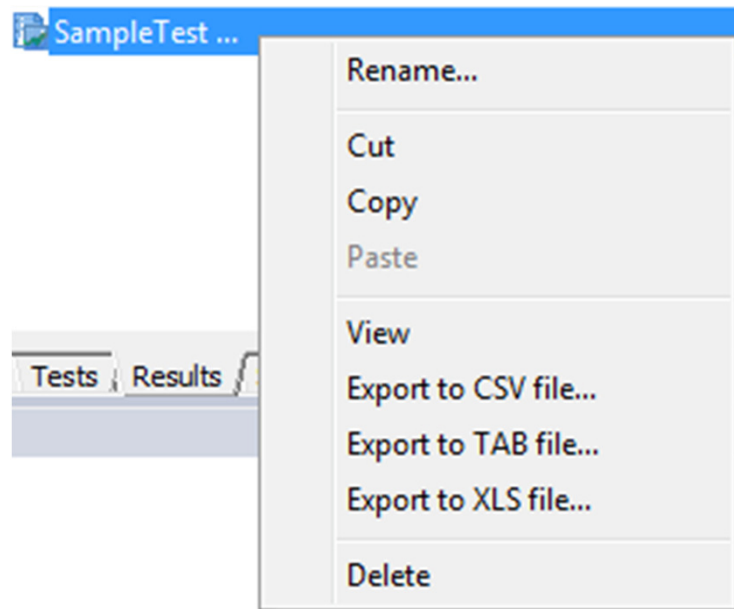 SampleTest ...
Rename...
Cut
Copy
Paste
View
Tests Results
Export to CSV file...
Export to TAB file...
Export to XLS file...
Delete